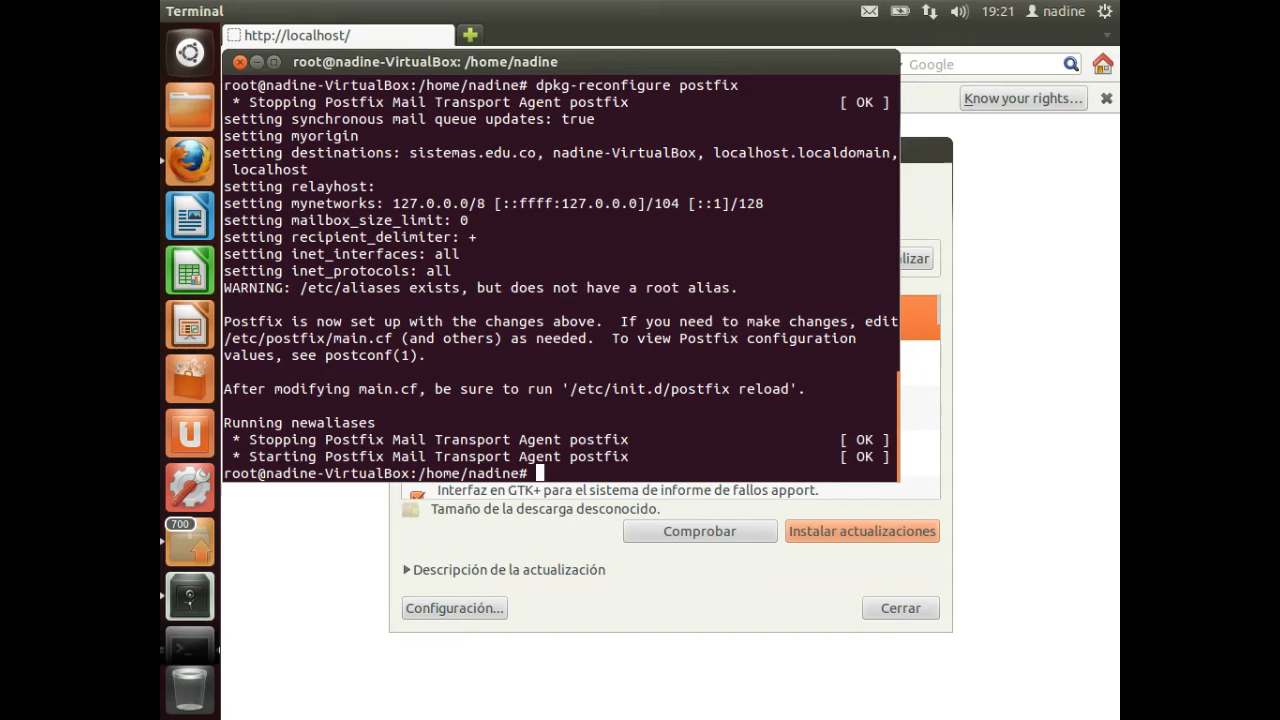 Terminal
19:21
nadine
http://localhost/
root@nadine-VirtualBox: /home/nadine
Google
Know your rights...
root@nadine-VirtualBox:/home/nadine# dpkg-reconfigure postfix
* Stopping Postfix Mail Transport Agent postfix [ OK ]
setting synchronous mail queue updates: true
setting myorigin
setting destinations: sistemas.edu.co, nadine-VirtualBox, localhost.localdomain,
localhost
setting relayhost:
setting mynetworks: 127.0.0.0/8 [::ffff:127.0.0.0]/104 [::1]/128
setting mailbox_size_limit: 0
setting recipient_delimiter: +
setting inet_interfaces: all
setting inet_protocols: all
WARNING: /etc/aliases exists, but does not have a root alias.
Postfix is now set up with the changes above.  If you need to make changes, edit
/etc/postfix/main.cf (and others) as needed.  To view Postfix configuration
values, see postconf(1).
After modifying main.cf, be sure to run '/etc/init.d/postfix reload'.
Running newaliases
* Stopping Postfix Mail Transport Agent postfix [ OK ]
* Starting Postfix Mail Transport Agent postfix [ OK ]
root@nadine-VirtualBox:/home/nadine#
lizar
Interfaz en GTK+ para el sistema de informe de fallos apport.
Tamaño de la descarga desconocido.
Comprobar
Instalar actualizaciones
700
Descripción de la actualización
Configuración...
Cerrar